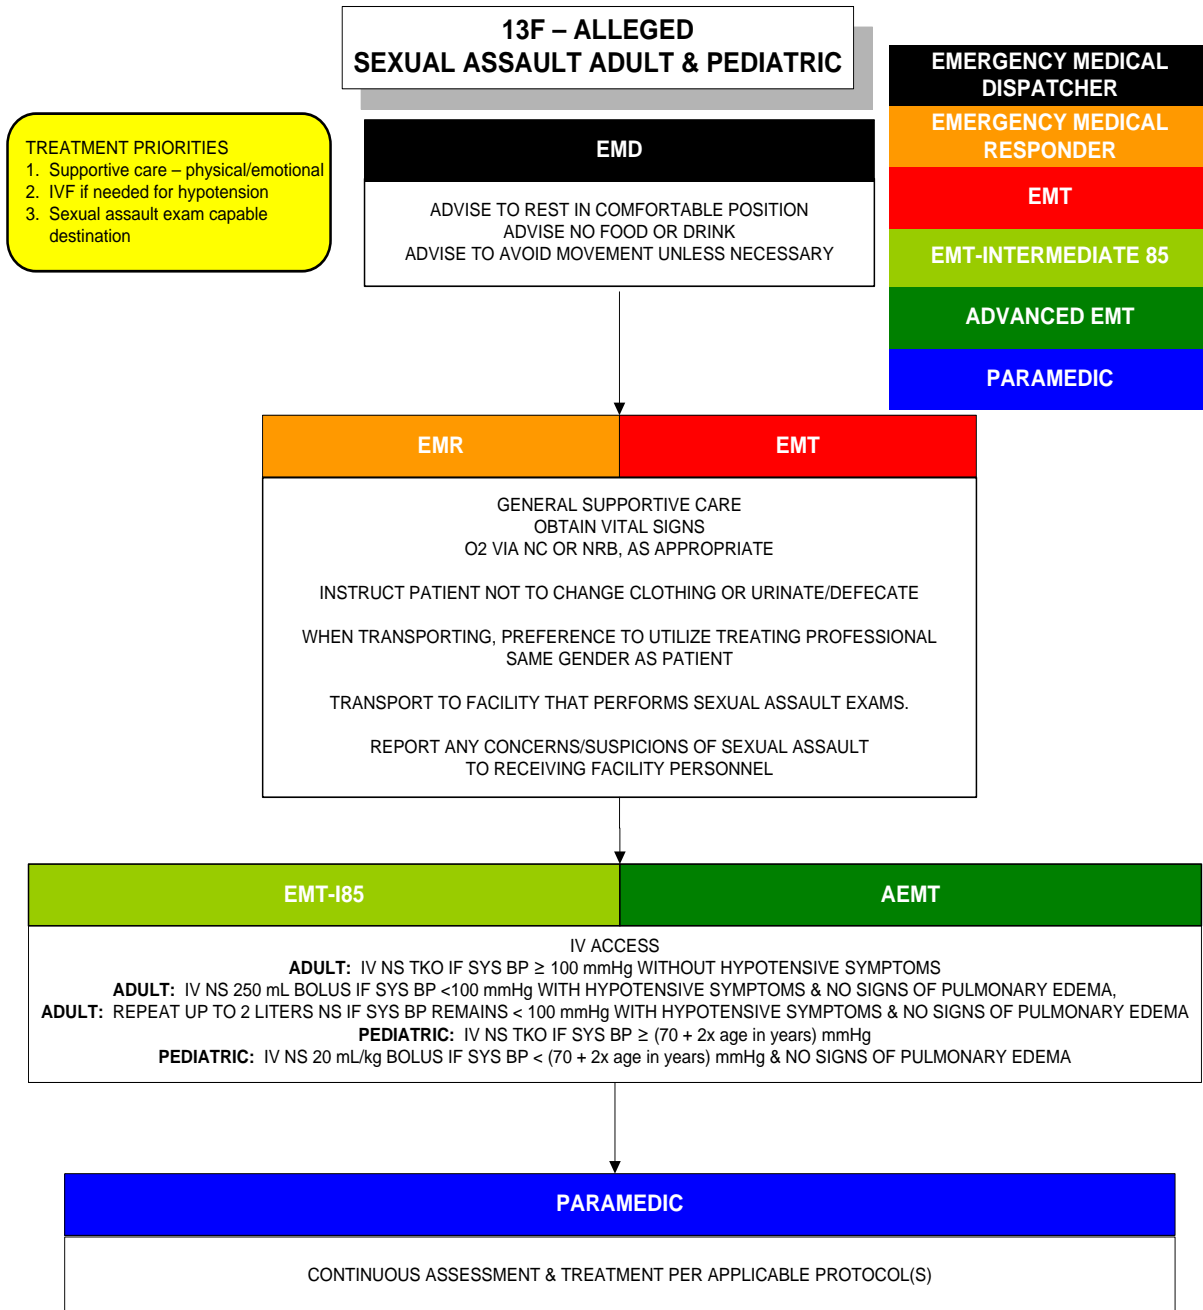 13F – ALLEGED
SEXUAL ASSAULT ADULT & PEDIATRIC
EMERGENCY MEDICAL
DISPATCHER
EMERGENCY MEDICAL
RESPONDER
EMT
EMT-INTERMEDIATE 85
ADVANCED EMT
PARAMEDIC
TREATMENT PRIORITIES
1. Supportive care – physical/emotional
2. IVF if needed for hypotension
3. Sexual assault exam capable
destination
EMD
ADVISE TO REST IN COMFORTABLE POSITION
ADVISE NO FOOD OR DRINK
ADVISE TO AVOID MOVEMENT UNLESS NECESSARY
EMR
EMT
GENERAL SUPPORTIVE CARE
OBTAIN VITAL SIGNS
O2 VIA NC OR NRB, AS APPROPRIATE
INSTRUCT PATIENT NOT TO CHANGE CLOTHING OR URINATE/DEFECATE
WHEN TRANSPORTING, PREFERENCE TO UTILIZE TREATING PROFESSIONAL
SAME GENDER AS PATIENT
TRANSPORT TO FACILITY THAT PERFORMS SEXUAL ASSAULT EXAMS.
REPORT ANY CONCERNS/SUSPICIONS OF SEXUAL ASSAULT
TO RECEIVING FACILITY PERSONNEL
EMT-I85
AEMT
IV ACCESS
ADULT: IV NS TKO IF SYS BP ≥ 100 mmHg WITHOUT HYPOTENSIVE SYMPTOMS
ADULT: IV NS 250 mL BOLUS IF SYS BP <100 mmHg WITH HYPOTENSIVE SYMPTOMS & NO SIGNS OF PULMONARY EDEMA,
ADULT: REPEAT UP TO 2 LITERS NS IF SYS BP REMAINS < 100 mmHg WITH HYPOTENSIVE SYMPTOMS & NO SIGNS OF PULMONARY EDEMA
PEDIATRIC: IV NS TKO IF SYS BP ≥ (70 + 2x age in years) mmHg
PEDIATRIC: IV NS 20 mL/kg BOLUS IF SYS BP < (70 + 2x age in years) mmHg & NO SIGNS OF PULMONARY EDEMA
PARAMEDIC
CONTINUOUS ASSESSMENT & TREATMENT PER APPLICABLE PROTOCOL(S)